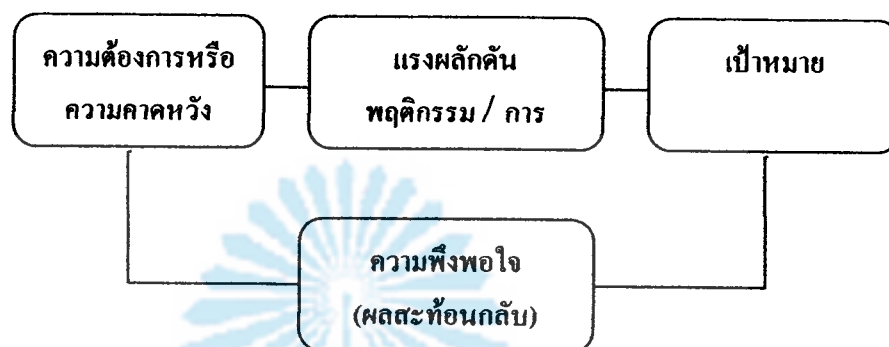 ความต้องการหรือ
ความคาดหวัง
แรงผลักดัน
พฤติกรรม / การ
เป้าหมาย
ความพึงพอใจ
(ผลสะท้อนกลับ)